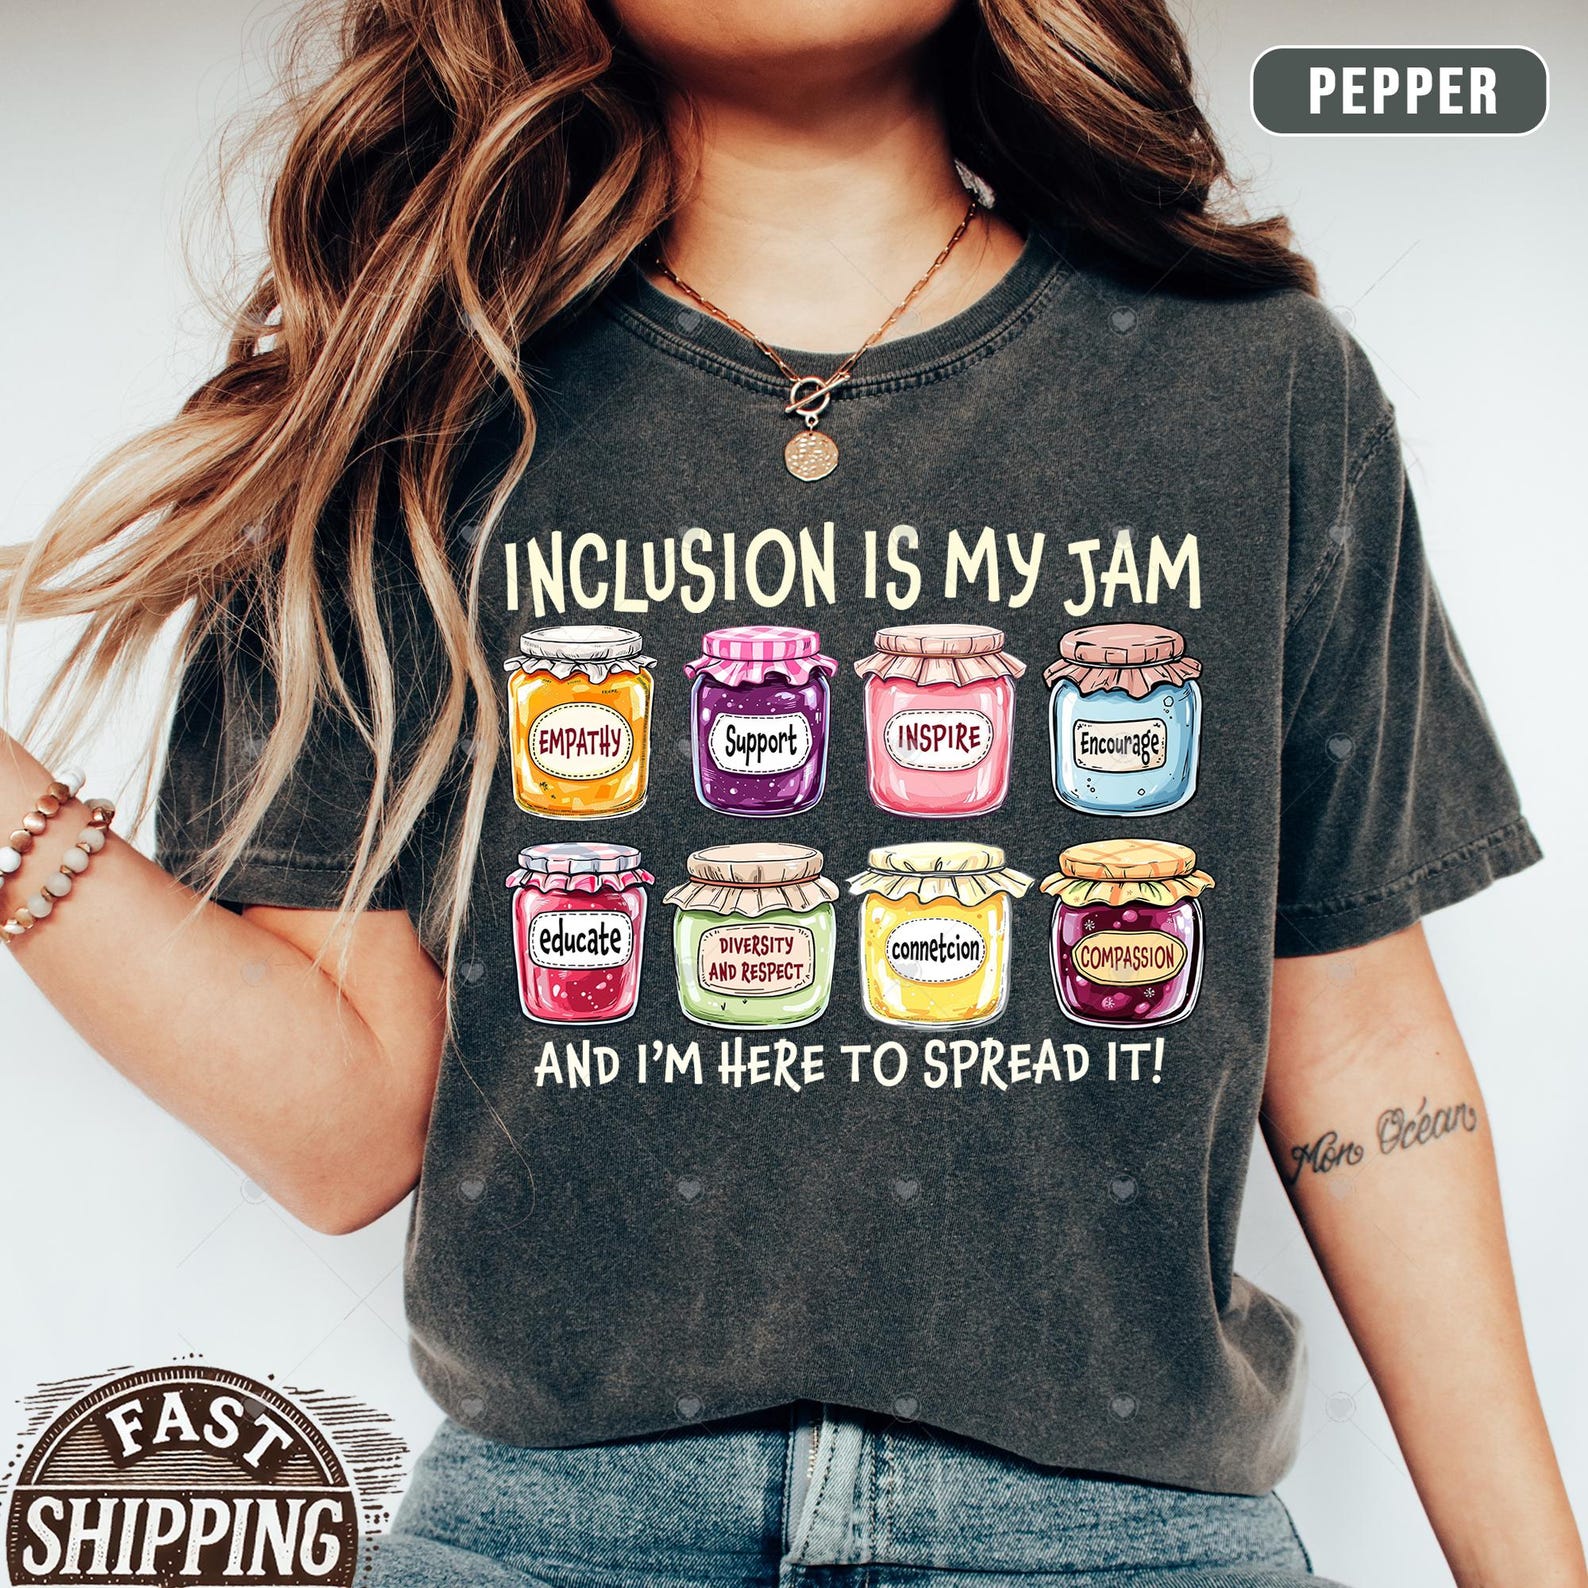 PEPPER
INCLUSION IS MY JAM
EMPATHY
Support
INSPIRE
Encourage
educate
DIVERSITY
AND RESPECT
connetcion
COMPASSION
AND I'M HERE TO SPREAD IT!
Mon Océan
FAST
SHIPPING